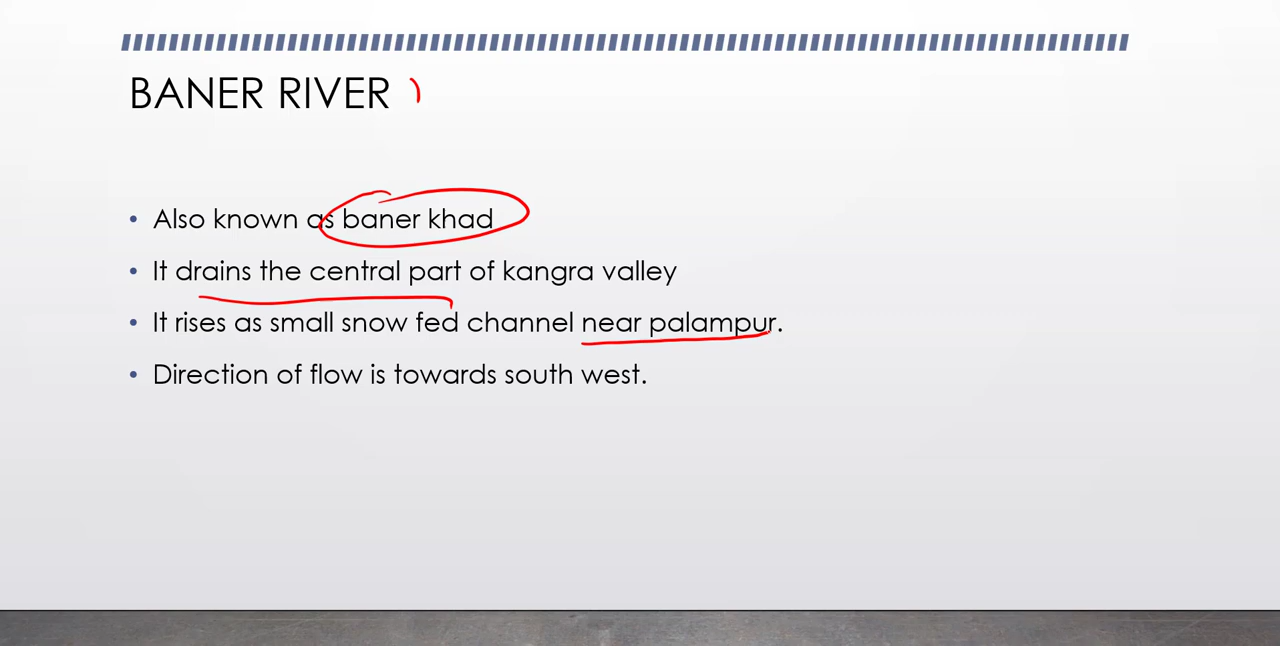 BANER RIVER
• Also known as baner khad
• It drains the central part of kangra valley
• It rises as small snow fed channel near palampur.
• Direction of flow is towards south west.